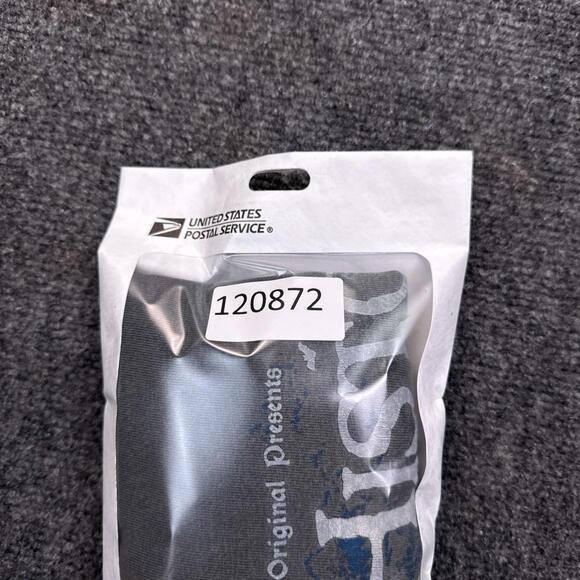 UNITED STATES
POSTAL SERVICE®
120872
Original Presents